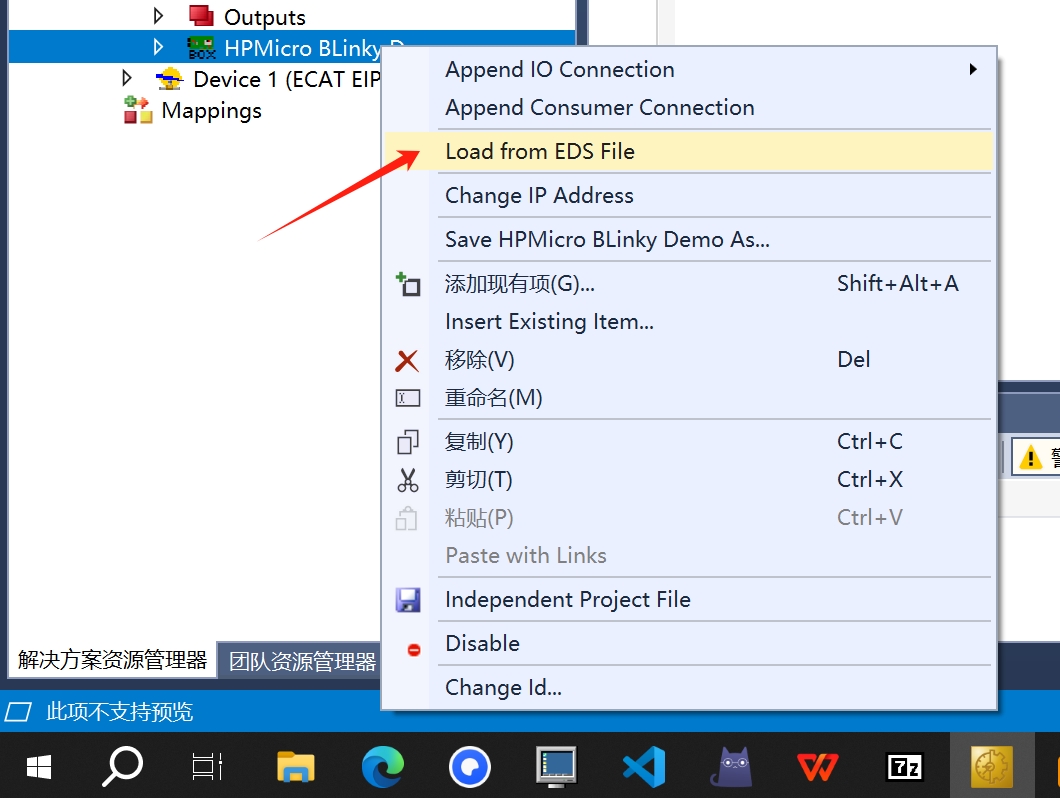 Outputs
HPMicro BLinky
Device 1 (ECAT EIP
Mappings
Append IO Connection
Append Consumer Connection
Load from EDS File
Change IP Address
Save HPMicro BLinky Demo As...
添加现有项(G)... Shift+Alt+A
Insert Existing Item...
移除(V) Del
重命名(M)
复制(Y) Ctrl+C
剪切(T) Ctrl+X
粘贴(P) Ctrl+V
Paste with Links
Independent Project File
Disable
Change Id...
解决方案资源管理器 团队资源管理器
此项不支持预览
BOX
7z